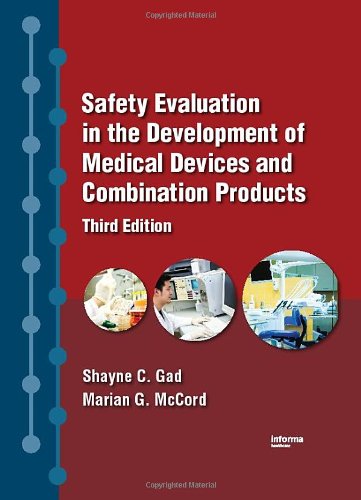 Safety Evaluation
in the Development of
Medical Devices and
Combination Products
Third Edition
Shayne C. Gad
Marian G. McCord
informa
healthcare
Copyrighted Material
Copyrighted Material